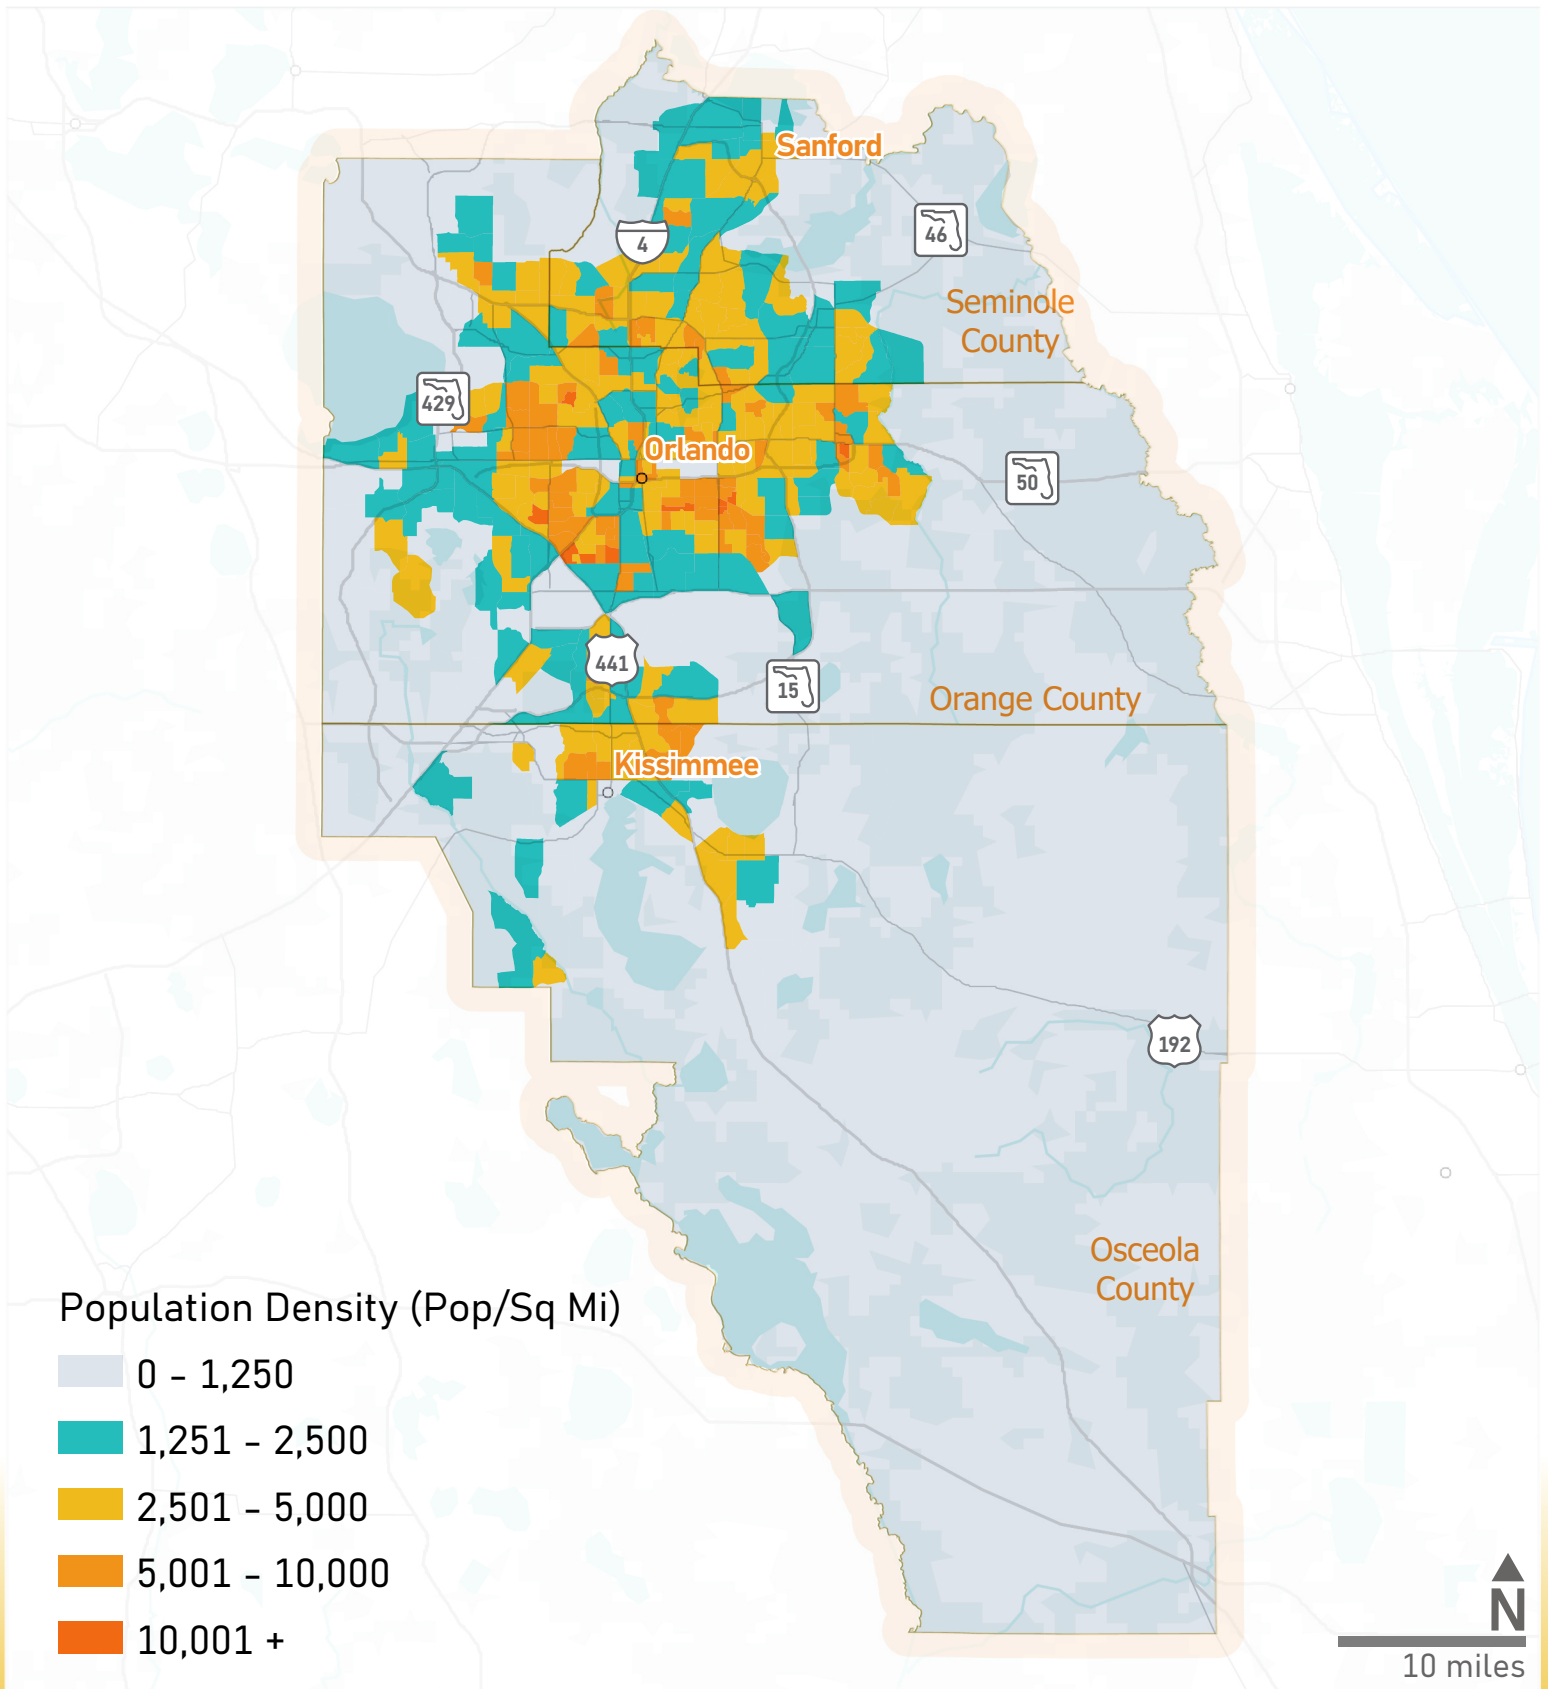 Sanford
46
4
Seminole
County
429
Orlando
50
441
15
Orange County
Kissimmee
192
Osceola
County
Population Density (Pop/Sq Mi)
0 - 1,250
1,251 - 2,500
2,501 - 5,000
5,001 - 10,000
10,001 +
N
10 miles